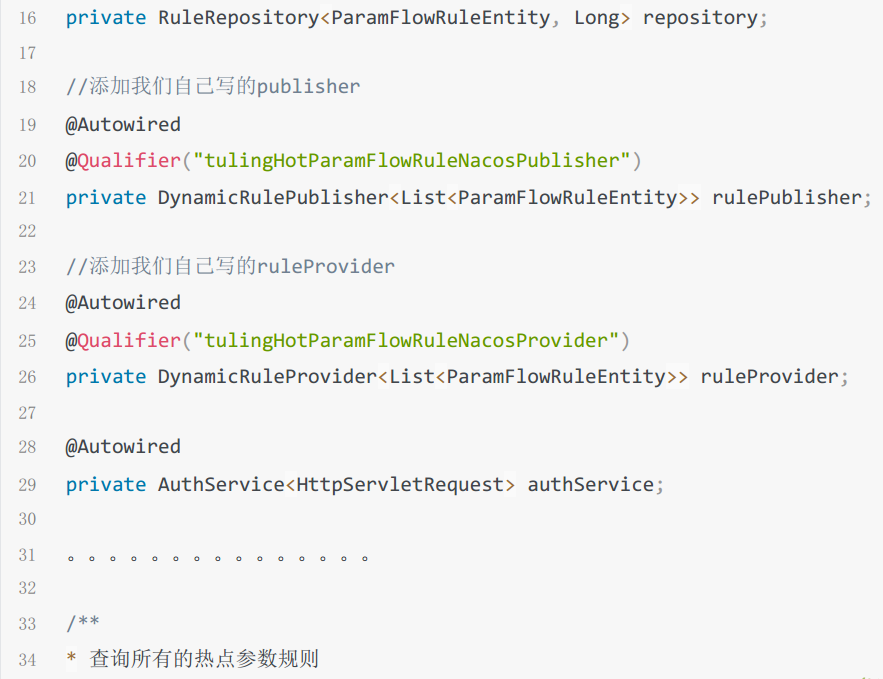 16 private RuleRepository<ParamFlowRuleEntity, Long> repository;
17
18 //添加我们自己写的publisher
19 @Autowired
20 @Qualifier("tulingHotParamFlowRuleNacosPublisher")
21 private DynamicRulePublisher<List<ParamFlowRuleEntity>> rulePublisher;
22
23 //添加我们自己写的ruleProvider
24 @Autowired
25 @Qualifier("tulingHotParamFlowRuleNacosProvider")
26 private DynamicRuleProvider<List<ParamFlowRuleEntity>> ruleProvider;
27
28 @Autowired
29 private AuthService<HttpServletRequest> authService;
30
31 。。。。。。。。。。。。。。。
32
33 /**
34 * 查询所有的热点参数规则